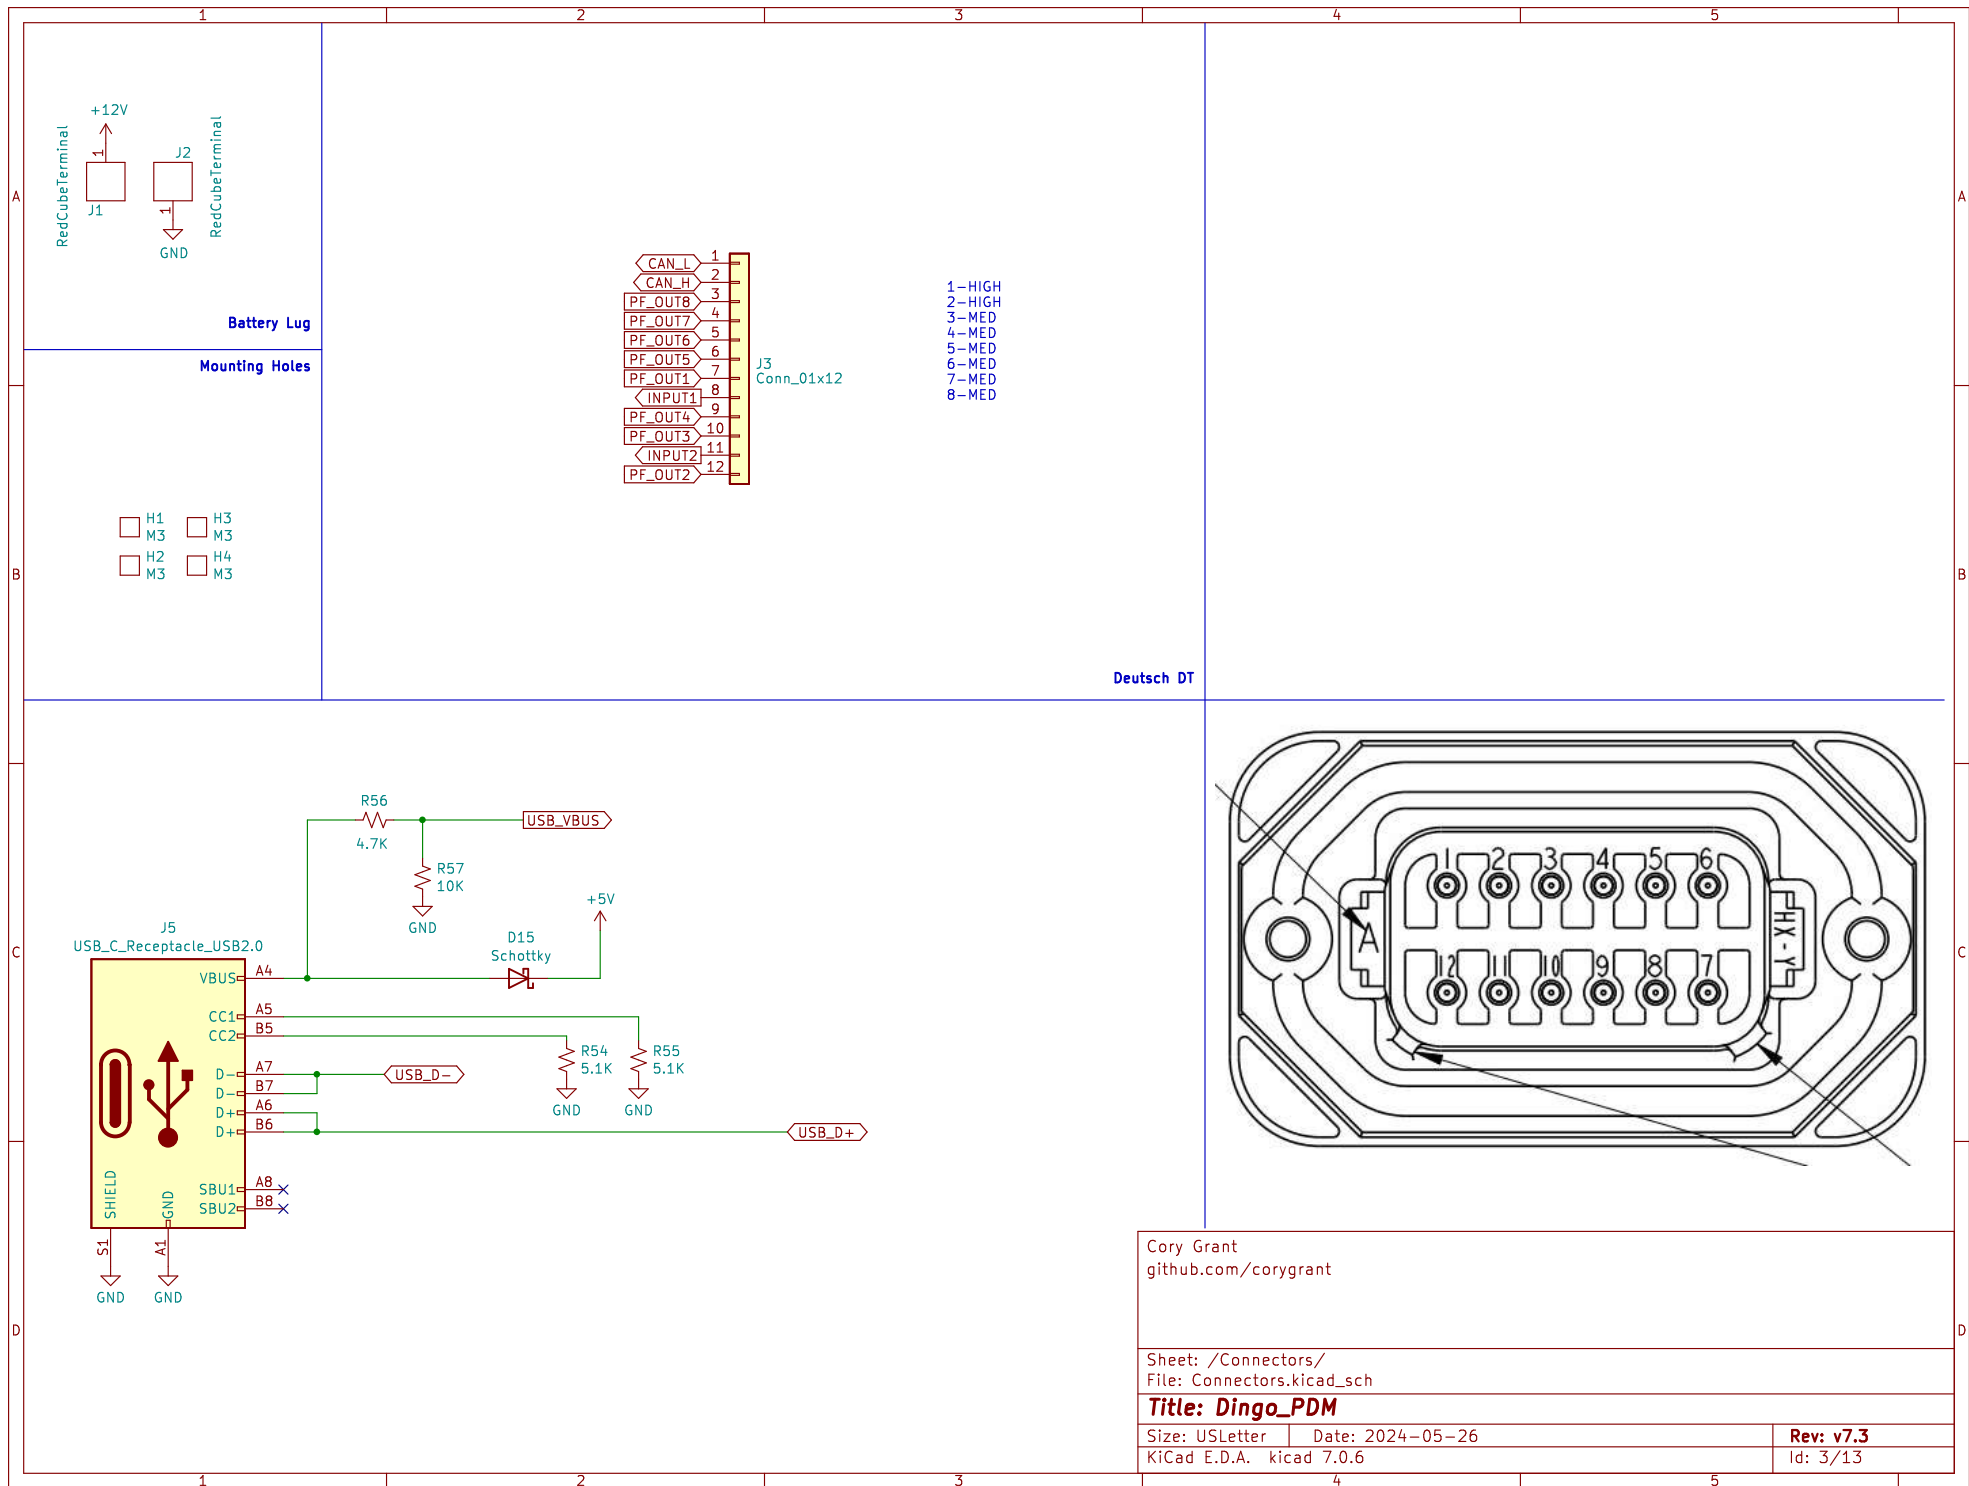 1 2 3 4 5
A A
B B
C C
D D
+12V
RedCubeTerminal
1
J1
J2
1
RedCubeTerminal
GND
Battery Lug
Mounting Holes
H1
M3
H3
M3
H2
M3
H4
M3
CAN_L 1
CAN_H 2
PF_OUT8 3
PF_OUT7 4
PF_OUT6 5
PF_OUT5 6
PF_OUT1 7
INPUT1 8
PF_OUT4 9
PF_OUT3 10
INPUT2 11
PF_OUT2 12
J3
Conn_01x12
1-HIGH
2-HIGH
3-MED
4-MED
5-MED
6-MED
7-MED
8-MED
Deutsch DT
R56
4.7K
USB_VBUS
R57
10K
GND
+5V
D15
Schottky
J5
USB_C_Receptacle_USB2.0
VBUS A4
CC1 A5
CC2 B5
D- A7
D- B7
D+ A6
D+ B6
SBU1 A8
SBU2 B8
SHIELD
GND
S1
A1
GND
GND
USB_D-
USB_D+
R54
5.1K
GND
R55
5.1K
GND
1 2 3 4 5 6
A
HX-Y
12 11 10 9 8 7
Cory Grant
github.com/corygrant
Sheet: /Connectors/
File: Connectors.kicad_sch
Title: Dingo_PDM
Size: USLetter Date: 2024-05-26 Rev: v7.3
KiCad E.D.A. kicad 7.0.6 Id: 3/13
1 2 3 4 5